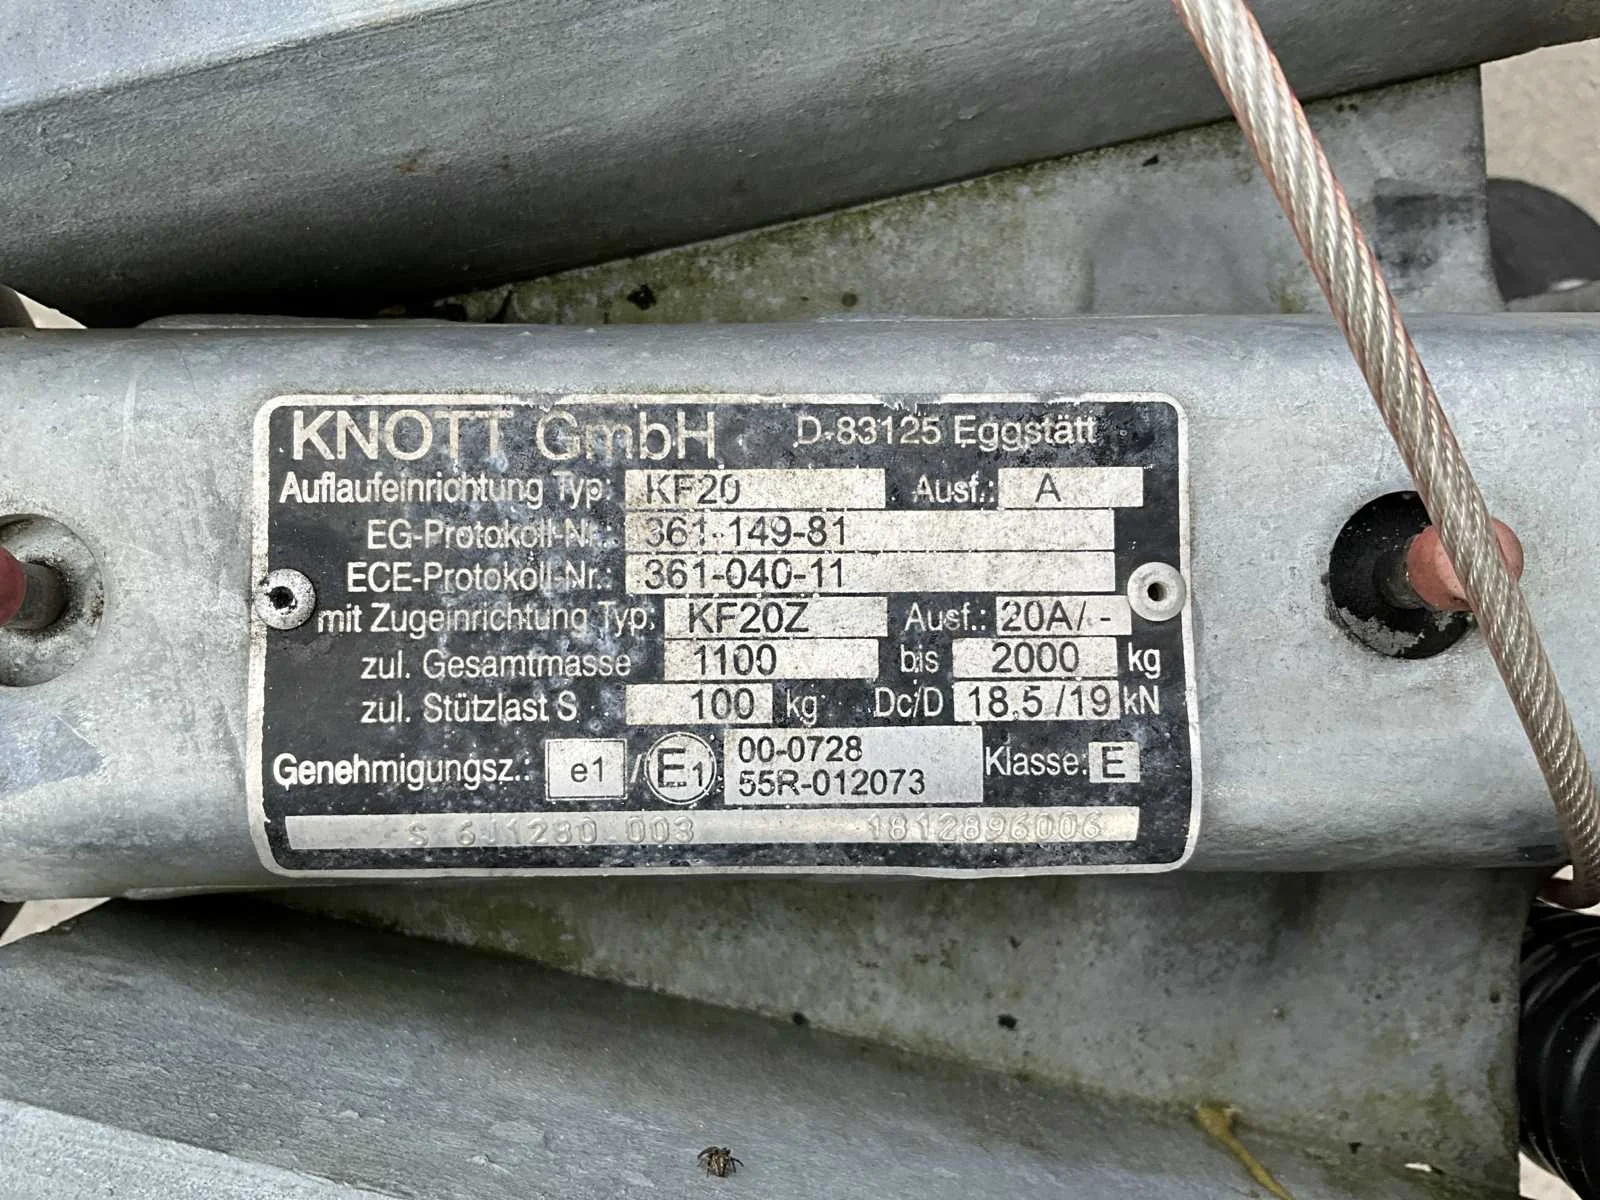 KNOTT GmbH D-83125 Eggstätt
Auflaufeinrichtung Typ: KF20 Ausf.: A
EG-Protokoll-Nr.: 361-149-81
ECE-Protokoll-Nr.: 361-040-11
mit Zugeinrichtung Typ: KF20Z Ausf.: 20A/ -
zul. Gesamtmasse 1100 bis 2000 kg
zul. Stützlast S 100 kg Dc/D 18.5 /19 kN
Genehmigungsz.: e1 / E1 00-0728 Klasse: E
55R-012073
S 6J1230.003 1812896006